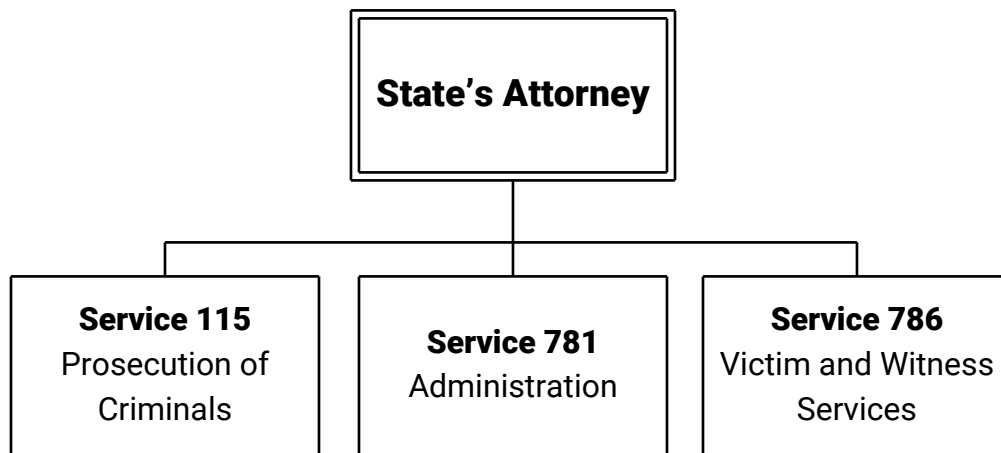 State’s Attorney
Service 115
Prosecution of
Criminals
Service 781
Administration
Service 786
Victim and Witness
Services